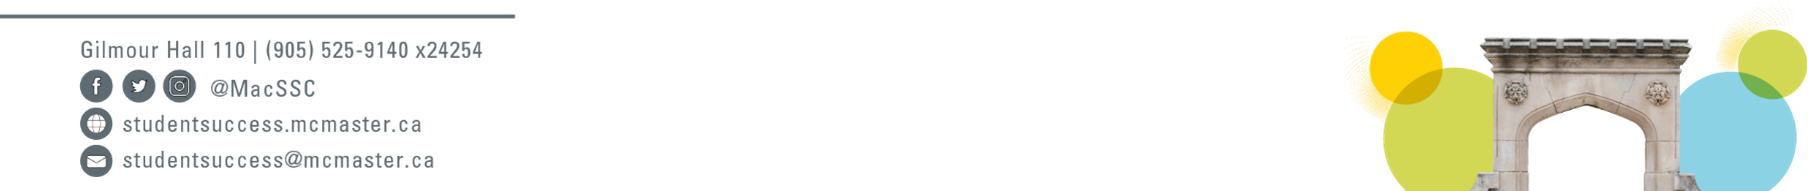 Gilmour Hall 110 | (905) 525-9140 x24254
@MacSSC
studentsuccess.mcmaster.ca
studentsuccess@mcmaster.ca